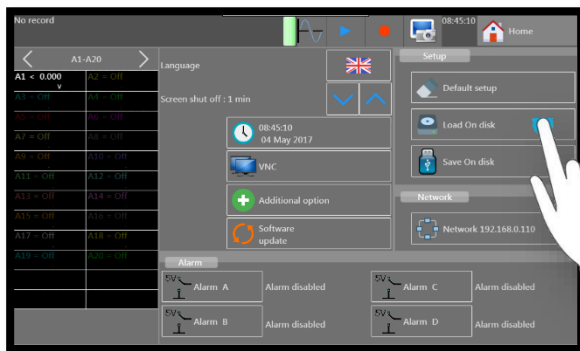 No record
08:45:10
Home
A1-A20
A1 < 0.000
V
A2 = Off
A3 = Off
A4 = Off
A5 = Off
A6 = Off
A7 = Off
A8 = Off
A9 = Off
A10 = Off
A11 = Off
A12 = Off
A13 = Off
A14 = Off
A15 = Off
A16 = Off
A17 = Off
A18 = Off
A19 = Off
A20 = Off
Language
Screen shut off : 1 min
08:45:10
04 May 2017
VNC
Additional option
Software
update
Setup
Default setup
Load On disk
Save On disk
Network
Network 192.168.0.110
Alarm
5V
Alarm A
Alarm disabled
5V
Alarm C
Alarm disabled
5V
Alarm B
Alarm disabled
5V
Alarm D
Alarm disabled